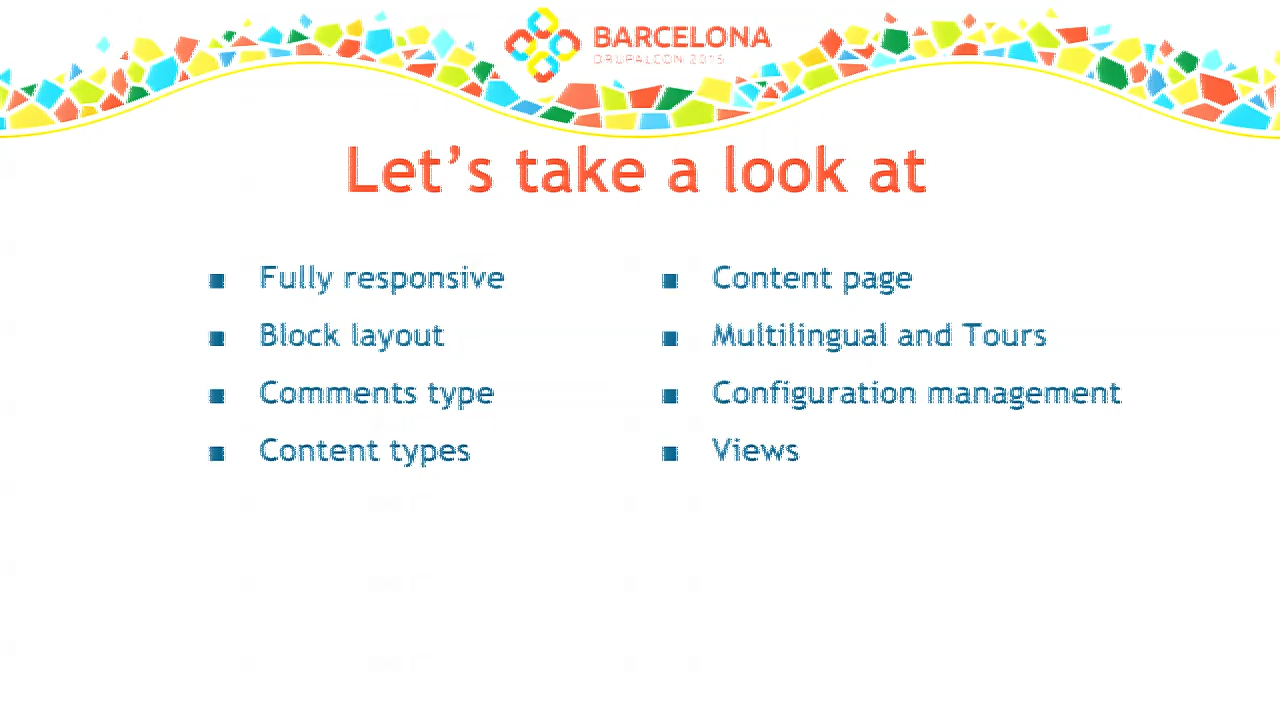 BARCELONA
DRUPALCON 2015
Let's take a look at
Fully responsive
Block layout
Comments type
Content types
Content page
Multilingual and Tours
Configuration management
Views